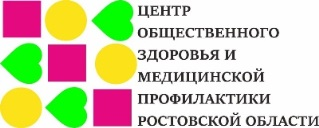 ЦЕНТР
ОБЩЕСТВЕННОГО
ЗДОРОВЬЯ И
МЕДИЦИНСКОЙ
ПРОФИЛАКТИКИ
РОСТОВСКОЙ ОБЛАСТИ